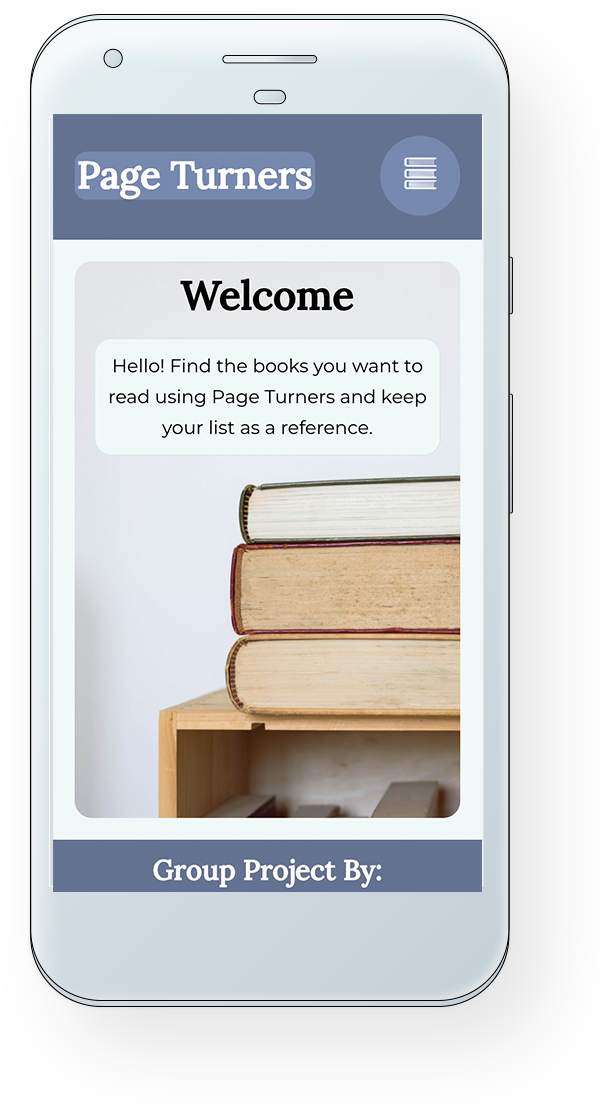 Page Turners
Welcome
Hello! Find the books you want to
read using Page Turners and keep
your list as a reference.
Group Project By: